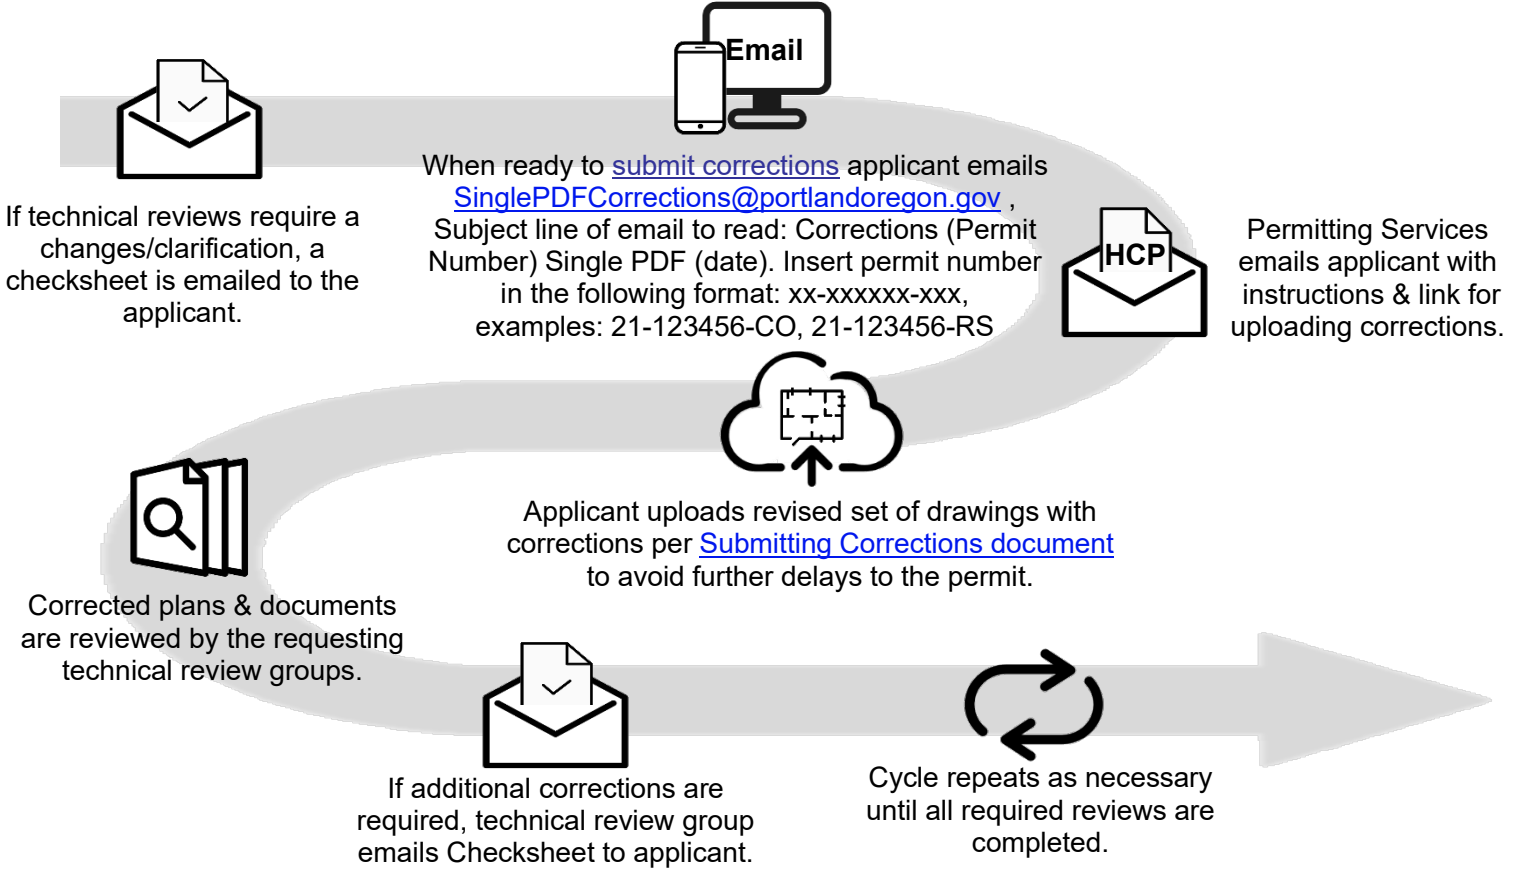 Email
If technical reviews require a
changes/clarification, a
checksheet is emailed to the
applicant.
When ready to submit corrections applicant emails
SinglePDFCorrections@portlandoregon.gov ,
Subject line of email to read: Corrections (Permit
Number) Single PDF (date). Insert permit number
in the following format: xx-xxxxxx-xxx,
examples: 21-123456-CO, 21-123456-RS
HCP
Permitting Services
emails applicant with
instructions & link for
uploading corrections.
Applicant uploads revised set of drawings with
corrections per Submitting Corrections document
to avoid further delays to the permit.
Corrected plans & documents
are reviewed by the requesting
technical review groups.
If additional corrections are
required, technical review group
emails Checksheet to applicant.
Cycle repeats as necessary
until all required reviews are
completed.